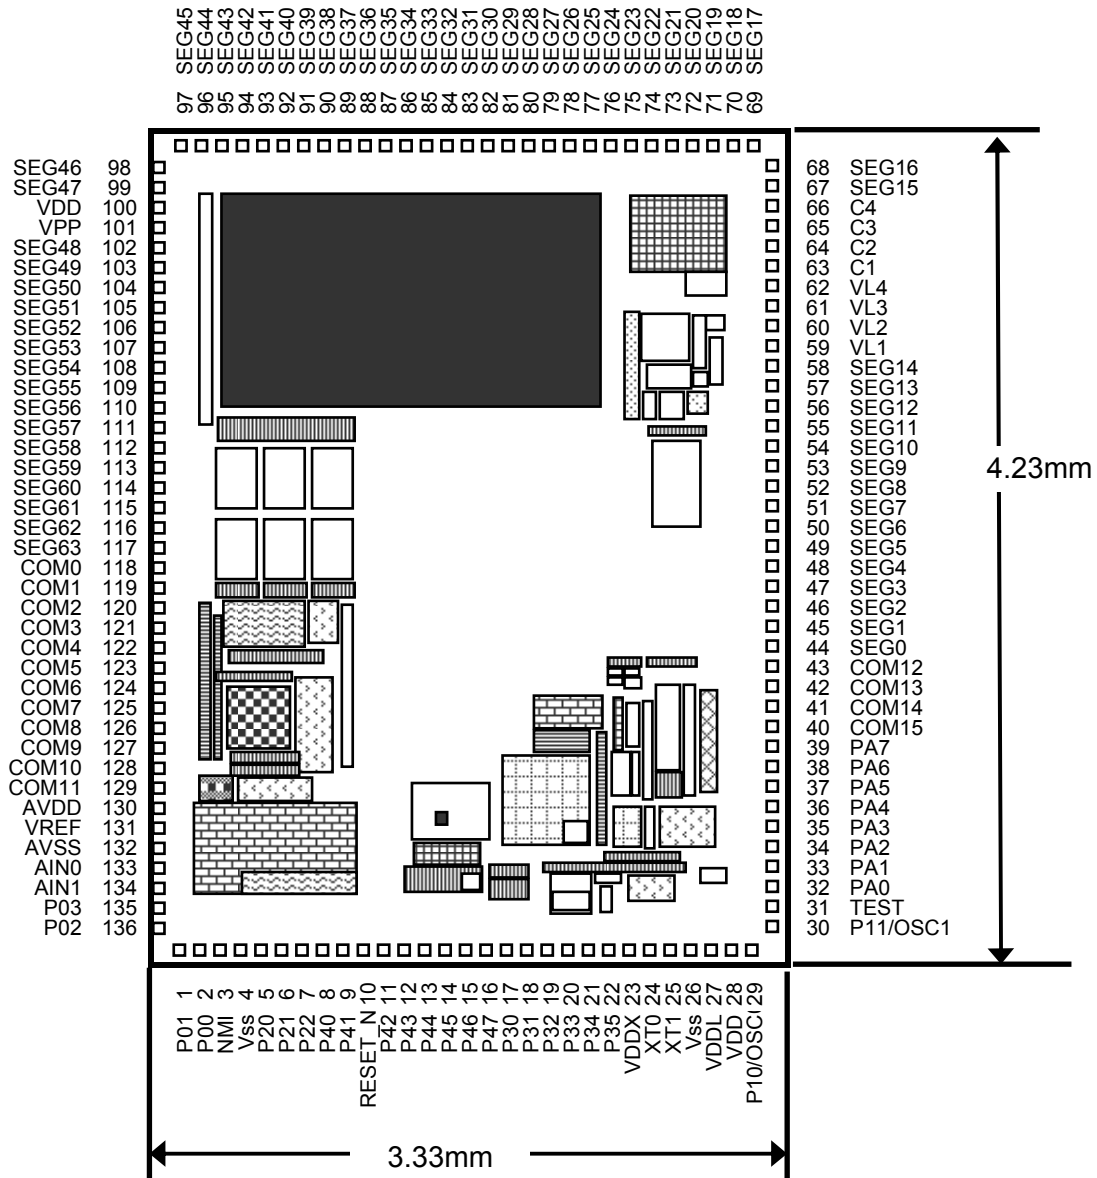 97 SEG45
96 SEG44
95 SEG43
94 SEG42
93 SEG41
92 SEG40
91 SEG39
90 SEG38
89 SEG37
88 SEG36
87 SEG35
86 SEG34
85 SEG33
84 SEG32
83 SEG31
82 SEG30
81 SEG29
80 SEG28
79 SEG27
78 SEG26
77 SEG25
76 SEG24
75 SEG23
74 SEG22
73 SEG21
72 SEG20
71 SEG19
70 SEG18
69 SEG17
SEG46 98
SEG47 99
VDD 100
VPP 101
SEG48 102
SEG49 103
SEG50 104
SEG51 105
SEG52 106
SEG53 107
SEG54 108
SEG55 109
SEG56 110
SEG57 111
SEG58 112
SEG59 113
SEG60 114
SEG61 115
SEG62 116
SEG63 117
COM0 118
COM1 119
COM2 120
COM3 121
COM4 122
COM5 123
COM6 124
COM7 125
COM8 126
COM9 127
COM10 128
COM11 129
AVDD 130
VREF 131
AVSS 132
AIN0 133
AIN1 134
P03 135
P02 136
68 SEG16
67 SEG15
66 C4
65 C3
64 C2
63 C1
62 VL4
61 VL3
60 VL2
59 VL1
58 SEG14
57 SEG13
56 SEG12
55 SEG11
54 SEG10
53 SEG9
52 SEG8
51 SEG7
50 SEG6
49 SEG5
48 SEG4
47 SEG3
46 SEG2
45 SEG1
44 SEG0
43 COM12
42 COM13
41 COM14
40 COM15
39 PA7
38 PA6
37 PA5
36 PA4
35 PA3
34 PA2
33 PA1
32 PA0
31 TEST
30 P11/OSC1
4.23mm
P01 1
P00 2
NMI 3
Vss 4
P20 5
P21 6
P22 7
P40 8
P41 9
RESET_N 10
P42 11
P43 12
P44 13
P45 14
P46 15
P47 16
P30 17
P31 18
P32 19
P33 20
P34 21
P35 22
VDDX 23
XT0 24
XT1 25
Vss 26
VDDL 27
VDD 28
P10/OSC 29
3.33mm